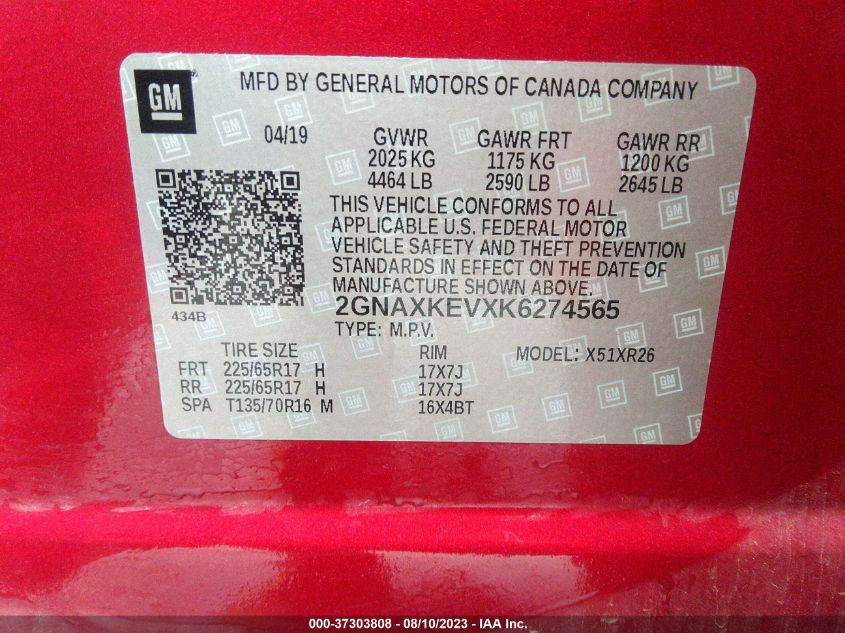 GM ®
MFD BY GENERAL MOTORS OF CANADA COMPANY
04/19 GVWR GAWR FRT GAWR RR
2025 KG 1175 KG 1200 KG
4464 LB 2590 LB 2645 LB
THIS VEHICLE CONFORMS TO ALL
APPLICABLE U.S. FEDERAL MOTOR
VEHICLE SAFETY AND THEFT PREVENTION
STANDARDS IN EFFECT ON THE DATE OF
MANUFACTURE SHOWN ABOVE.
434B
2GNAXKEVXK6274565
TYPE: M.P.V.
TIRE SIZE RIM MODEL: X51XR26
FRT 225/65R17 H 17X7J
RR 225/65R17 H 17X7J
SPA T135/70R16 M 16X4BT
000-37303808 - 08/10/2023 - IAA Inc.